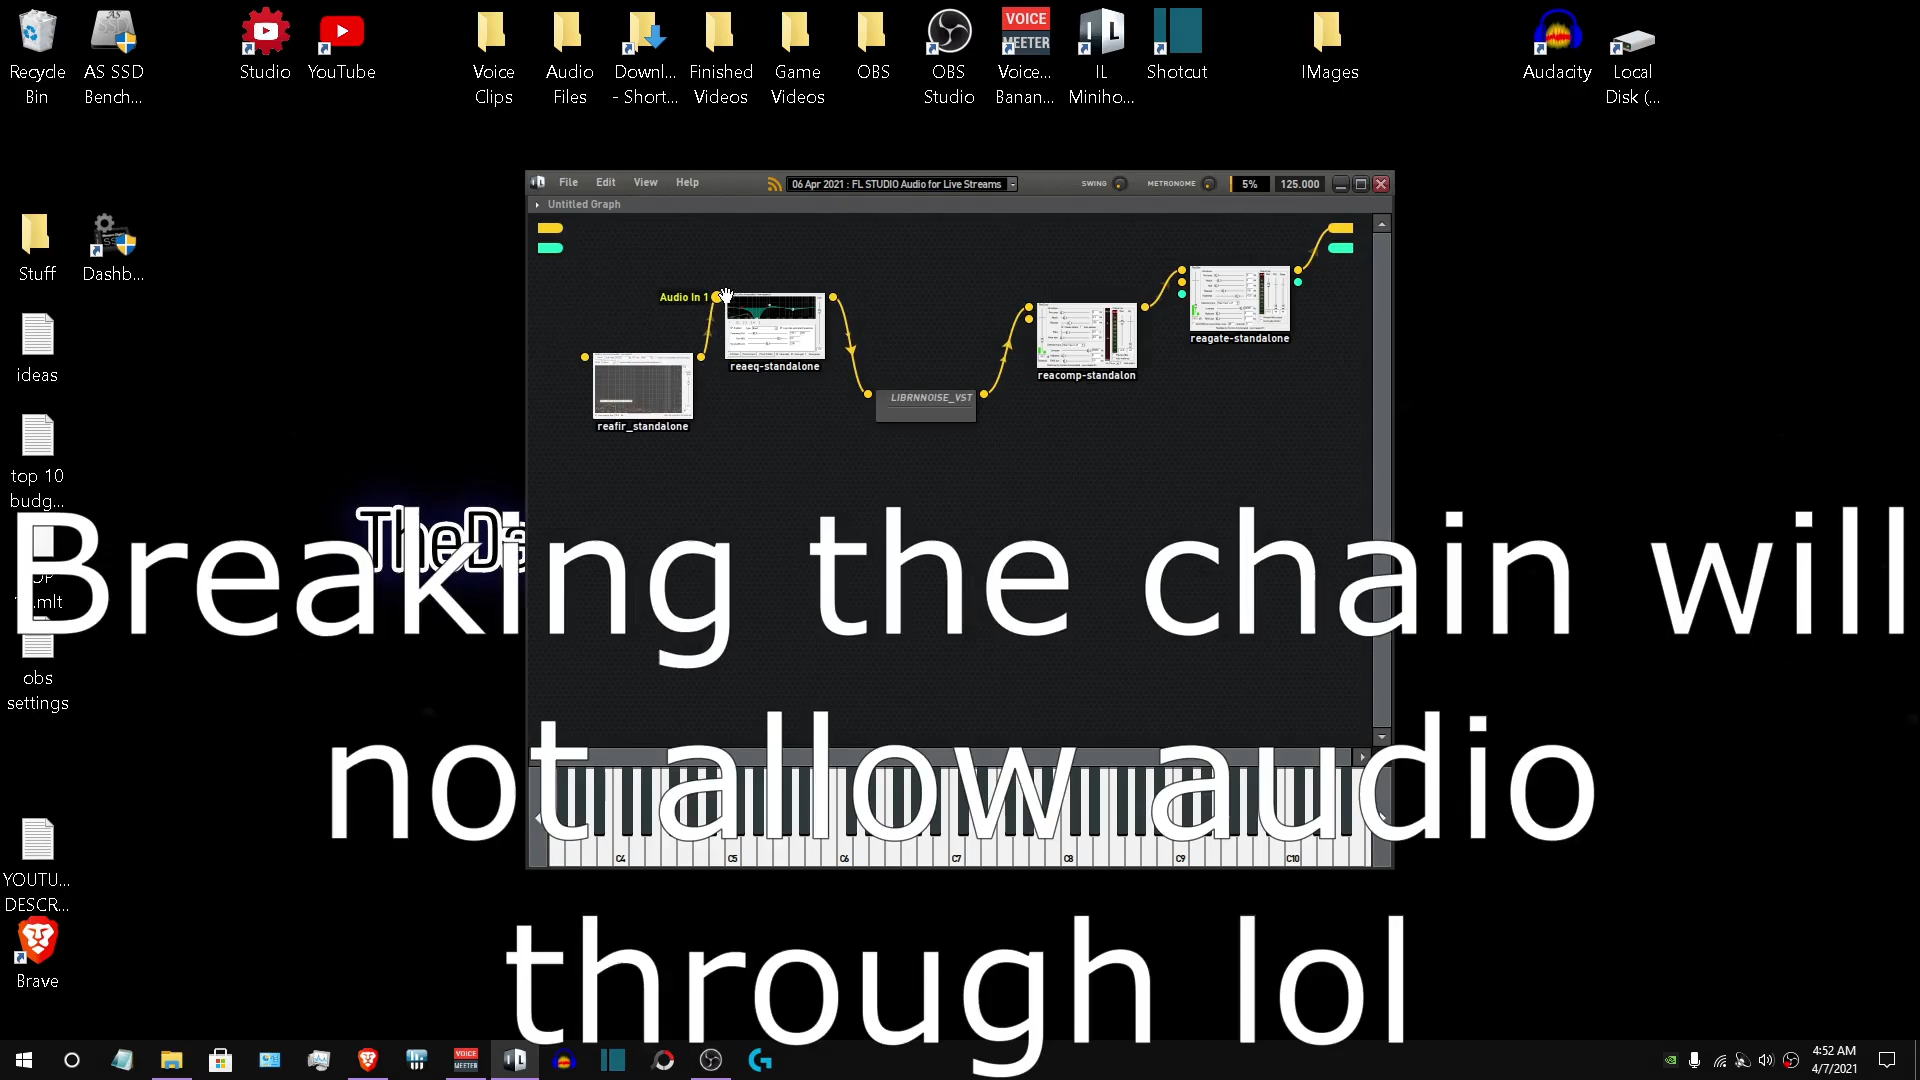 Recycle
Bin
AS SSD
Bench...
Studio
YouTube
Voice
Clips
Audio
Files
Downl...
- Short...
Finished
Videos
Game
Videos
OBS
OBS
Studio
VOICE
MEETER
Voice...
Banan...
IL
Miniho...
Shotcut
IMages
Audacity
Local
Disk (...
Stuff
Dashb...
ideas
top 10
budg...
.mlt
obs
settings
YOUTU...
DESCR...
Brave
TheDa
File Edit View Help
06 Apr 2021 : FL STUDIO Audio for Live Streams
SWING
METRONOME
5%
125.000
Untitled Graph
Audio In 1
reaeq-standalone
reafir_standalone
LIBRNNOISE_VST
reacomp-standalon
reagate-standalone
Breaking the chain will
not allow audio
through lol
C4 C5 C6 C7 C8 C9 C10
VOICE
MEETER
4:52 AM
4/7/2021